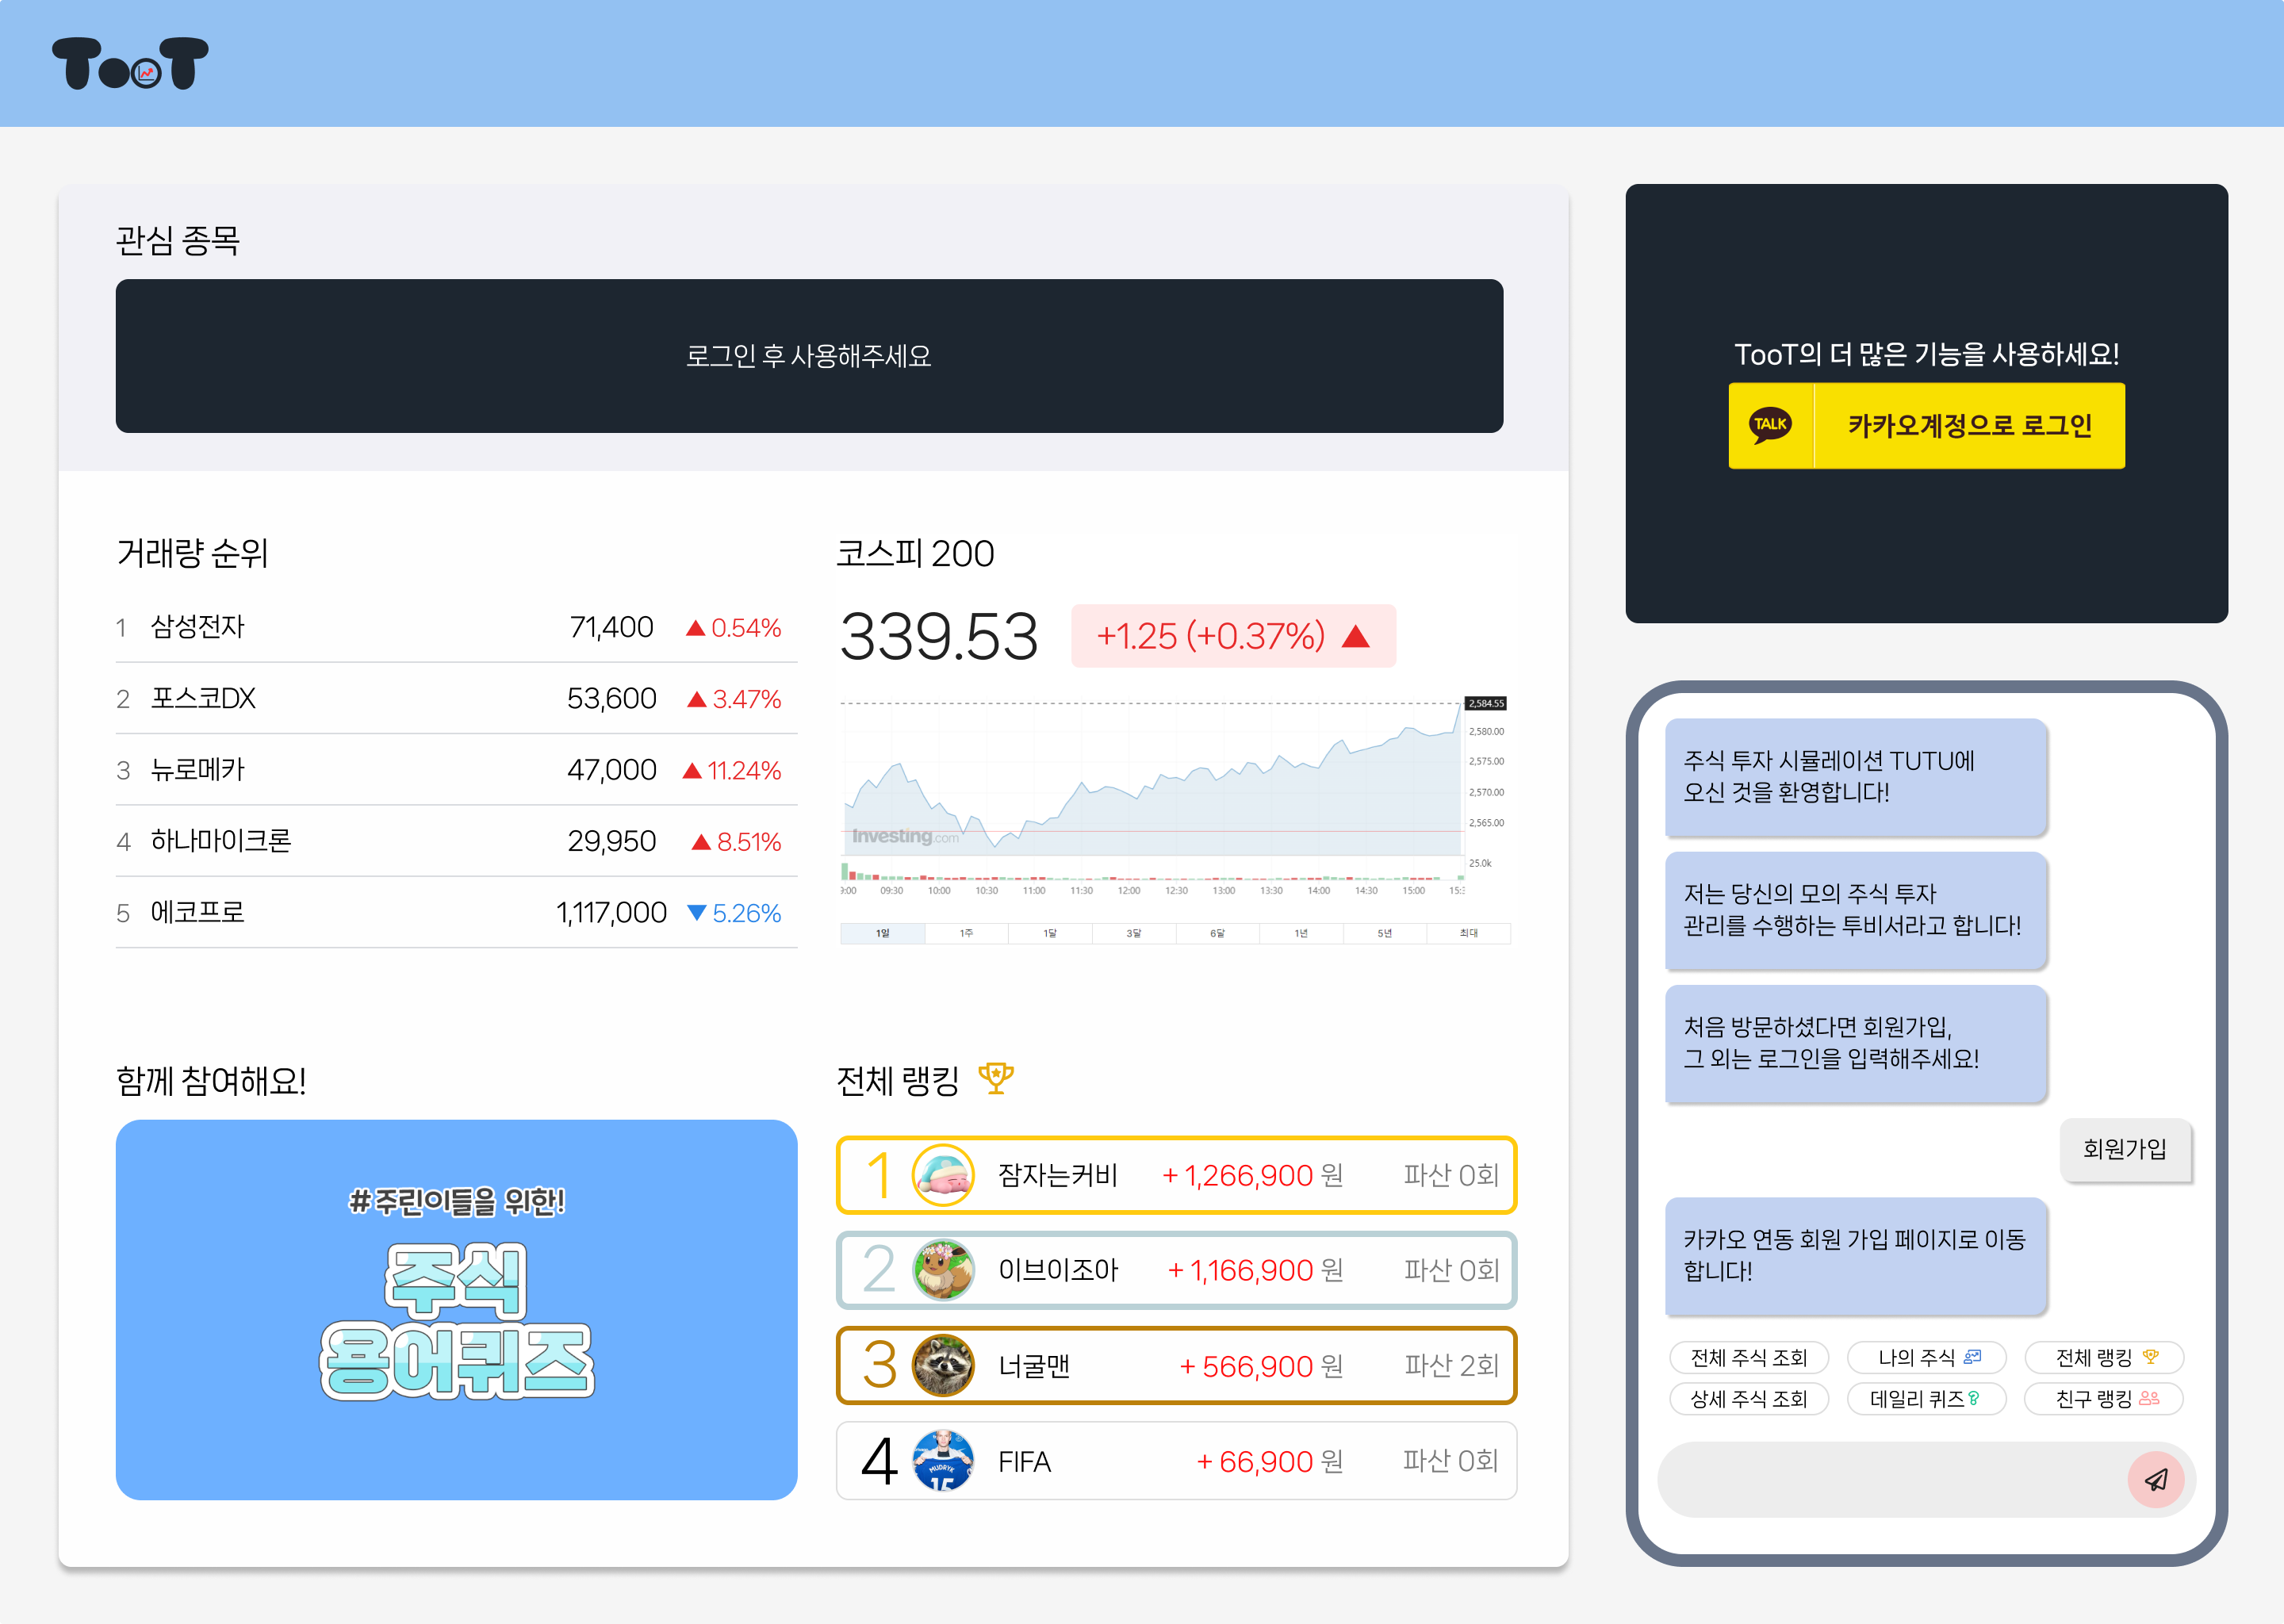 TooT
관심 종목
로그인 후 사용해주세요
거래량 순위
1 삼성전자 71,400 ▲ 0.54%
2 포스코DX 53,600 ▲ 3.47%
3 뉴로메카 47,000 ▲ 11.24%
4 하나마이크론 29,950 ▲ 8.51%
5 에코프로 1,117,000 ▼ 5.26%
코스피 200
339.53 +1.25 (+0.37%) ▲
2,584.55
2,580.00
2,575.00
2,570.00
2,565.00
Investing.com
25.0k
9:00 09:30 10:00 10:30 11:00 11:30 12:00 12:30 13:00 13:30 14:00 14:30 15:00 15:3
1일 1주 1달 3달 6달 1년 5년 최대
함께 참여해요!
#주린이들을 위한!
주식
용어퀴즈
전체 랭킹
1 잠자는커비 + 1,266,900 원 파산 0회
2 이브이조아 + 1,166,900 원 파산 0회
3 너굴맨 + 566,900 원 파산 2회
4 MUDRYK 15 FIFA + 66,900 원 파산 0회
TooT의 더 많은 기능을 사용하세요!
TALK 카카오계정으로 로그인
주식 투자 시뮬레이션 TUTU에
오신 것을 환영합니다!
저는 당신의 모의 주식 투자
관리를 수행하는 투비서라고 합니다!
처음 방문하셨다면 회원가입,
그 외는 로그인을 입력해주세요!
회원가입
카카오 연동 회원 가입 페이지로 이동
합니다!
전체 주식 조회 나의 주식 전체 랭킹
상세 주식 조회 데일리 퀴즈 친구 랭킹